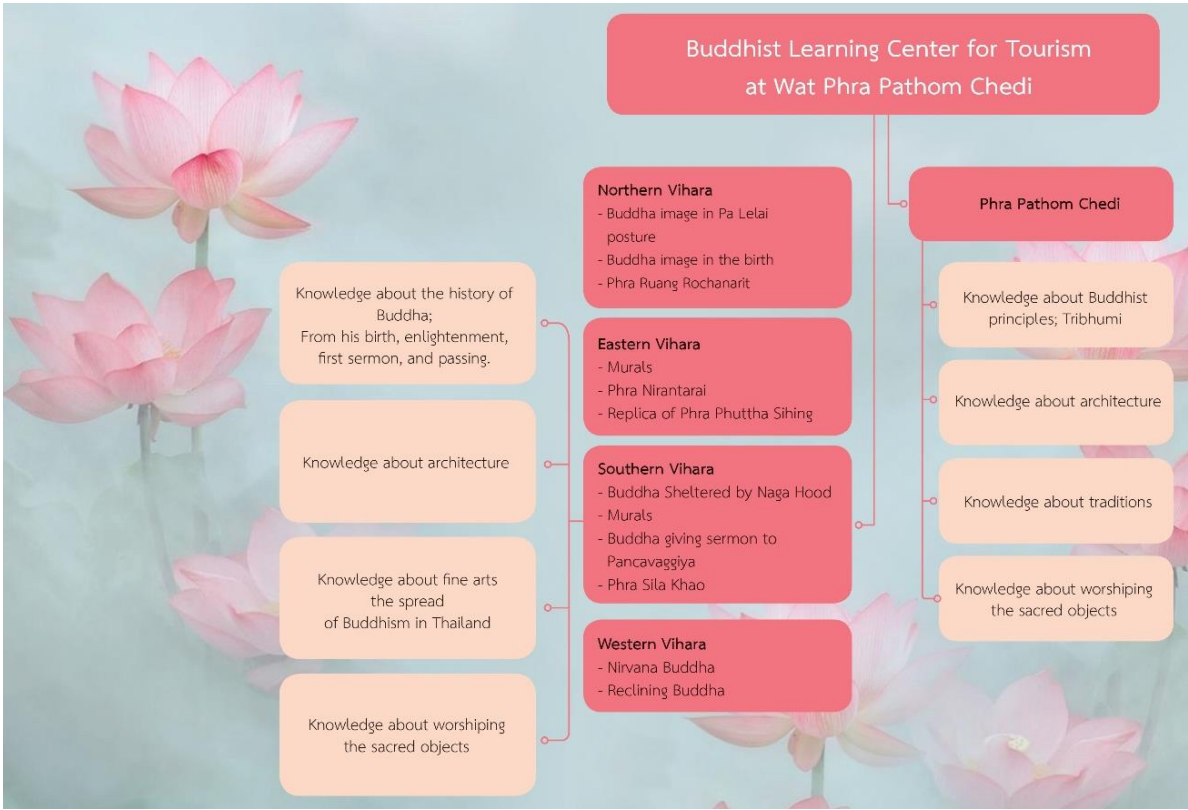 Buddhist Learning Center for Tourism
at Wat Phra Pathom Chedi
Northern Vihara
- Buddha image in Pa Lelai
posture
- Buddha image in the birth
- Phra Ruang Rochanarit
Eastern Vihara
- Murals
- Phra Nirantarai
- Replica of Phra Phuttha Sihing
Southern Vihara
- Buddha Sheltered by Naga Hood
- Murals
- Buddha giving sermon to
Pancavaggiya
- Phra Sila Khao
Western Vihara
- Nirvana Buddha
- Reclining Buddha
Knowledge about the history of
Buddha;
From his birth, enlightenment,
first sermon, and passing.
Knowledge about architecture
Knowledge about fine arts
the spread
of Buddhism in Thailand
Knowledge about worshiping
the sacred objects
Phra Pathom Chedi
Knowledge about Buddhist
principles; Tribhumi
Knowledge about architecture
Knowledge about traditions
Knowledge about worshiping
the sacred objects